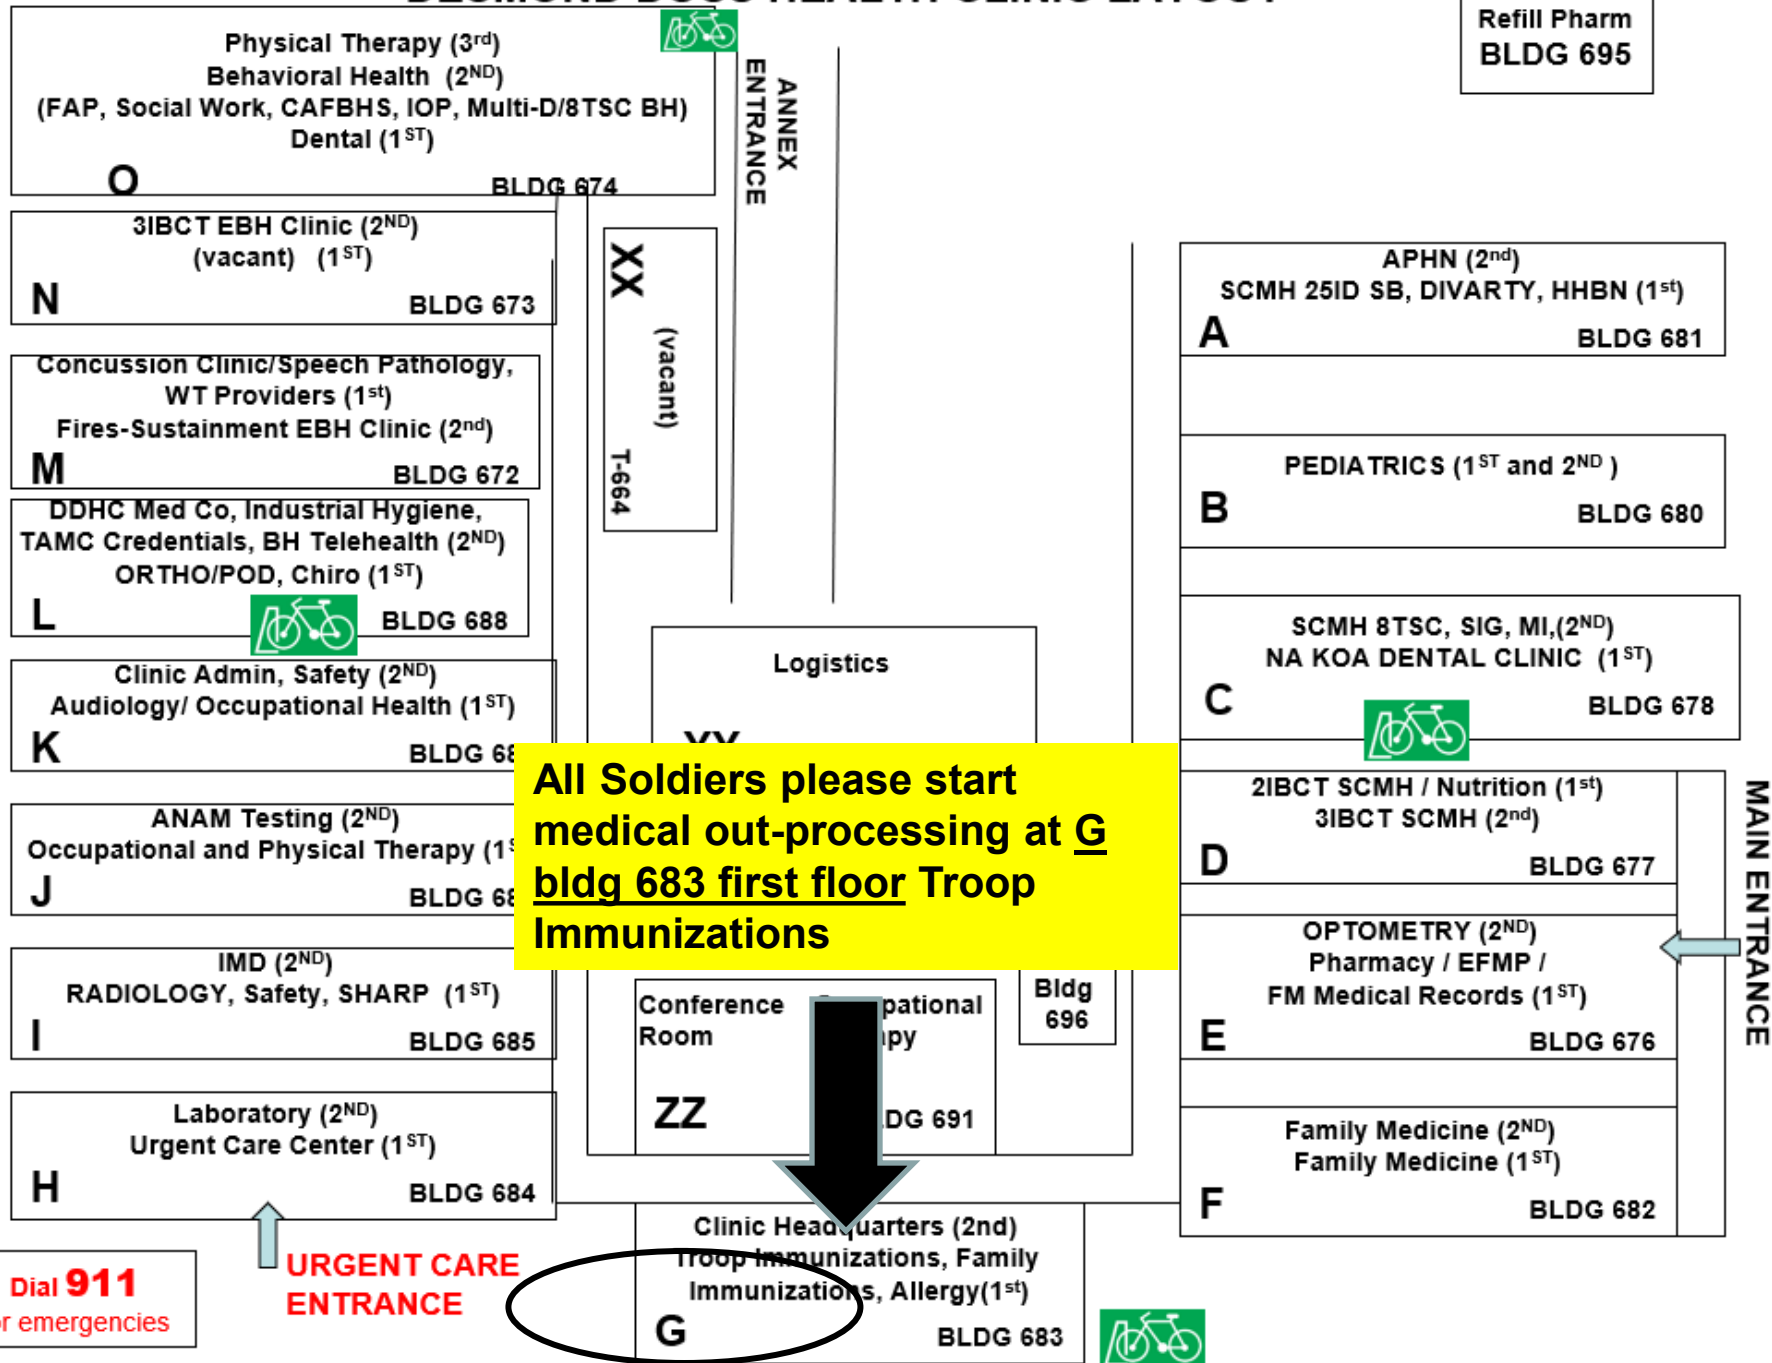 Refill Pharm
BLDG 695
Physical Therapy (3rd)
Behavioral Health (2ND)
(FAP, Social Work, CAFBHS, IOP, Multi-D/8TSC BH)
Dental (1ST)
O BLDG 674
ANNEX
ENTRANCE
3IBCT EBH Clinic (2ND)
(vacant) (1ST)
N BLDG 673
XX
(vacant)
T-664
Concussion Clinic/Speech Pathology,
WT Providers (1st)
Fires-Sustainment EBH Clinic (2nd)
M BLDG 672
DDHC Med Co, Industrial Hygiene,
TAMC Credentials, BH Telehealth (2ND)
ORTHO/POD, Chiro (1ST)
L BLDG 688
Clinic Admin, Safety (2ND)
Audiology/ Occupational Health (1ST)
K BLDG
ANAM Testing (2ND)
Occupational and Physical Therapy
J BLDG
IMD (2ND)
RADIOLOGY, Safety, SHARP (1ST)
I BLDG 685
Laboratory (2ND)
Urgent Care Center (1ST)
H BLDG 684
URGENT CARE
ENTRANCE
Dial 911
emergencies
Logistics
All Soldiers please start
medical out-processing at G
bldg 683 first floor Troop
Immunizations
Conference
Room
ZZ
691
Bldg
696
Clinic Headquarters (2nd)
Troop Immunizations, Family
Immunizations, Allergy(1st)
G BLDG 683
APHN (2nd)
SCMH 25ID SB, DIVARTY, HHBN (1st)
A BLDG 681
PEDIATRICS (1ST and 2ND )
B BLDG 680
SCMH 8TSC, SIG, MI,(2ND)
NA KOA DENTAL CLINIC (1ST)
C BLDG 678
2IBCT SCMH / Nutrition (1st)
3IBCT SCMH (2nd)
D BLDG 677
OPTOMETRY (2ND)
Pharmacy / EFMP /
FM Medical Records (1ST)
E BLDG 676
Family Medicine (2ND)
Family Medicine (1ST)
F BLDG 682
MAIN ENTRANCE